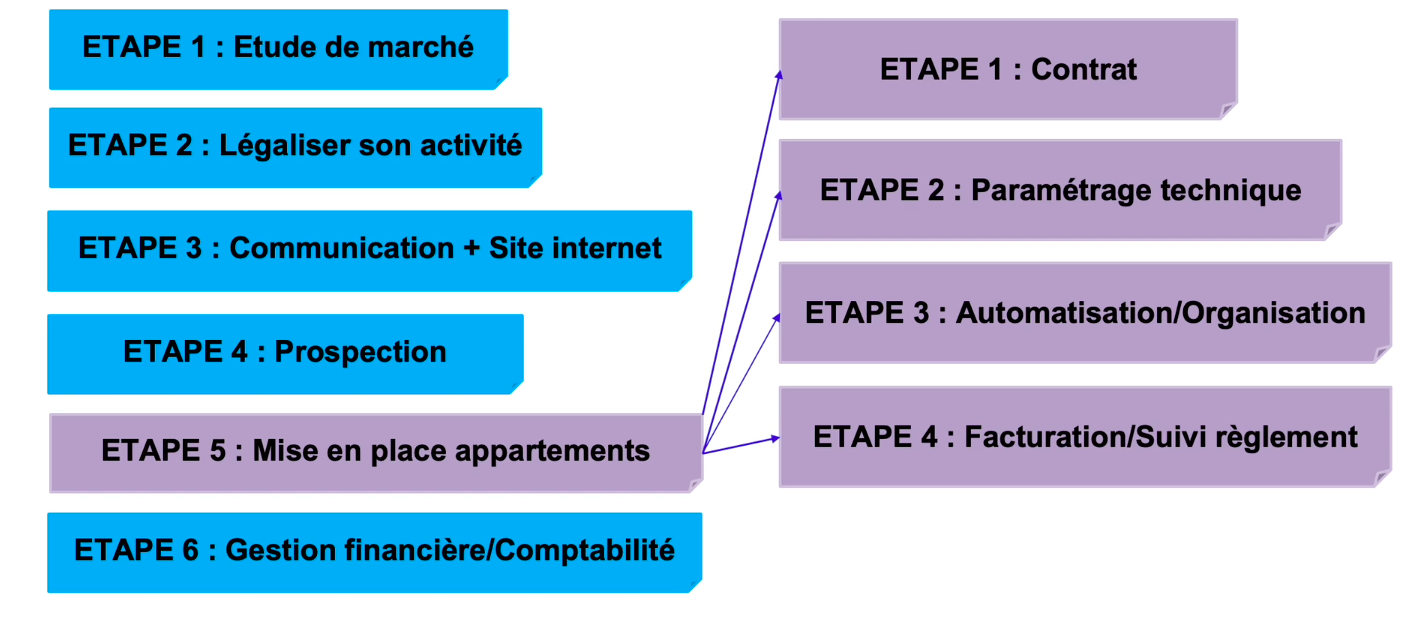 ETAPE 1 : Etude de marché
ETAPE 2 : Légaliser son activité
ETAPE 3 : Communication + Site internet
ETAPE 4 : Prospection
ETAPE 5 : Mise en place appartements
ETAPE 6 : Gestion financière/Comptabilité
ETAPE 1 : Contrat
ETAPE 2 : Paramétrage technique
ETAPE 3 : Automatisation/Organisation
ETAPE 4 : Facturation/Suivi règlement